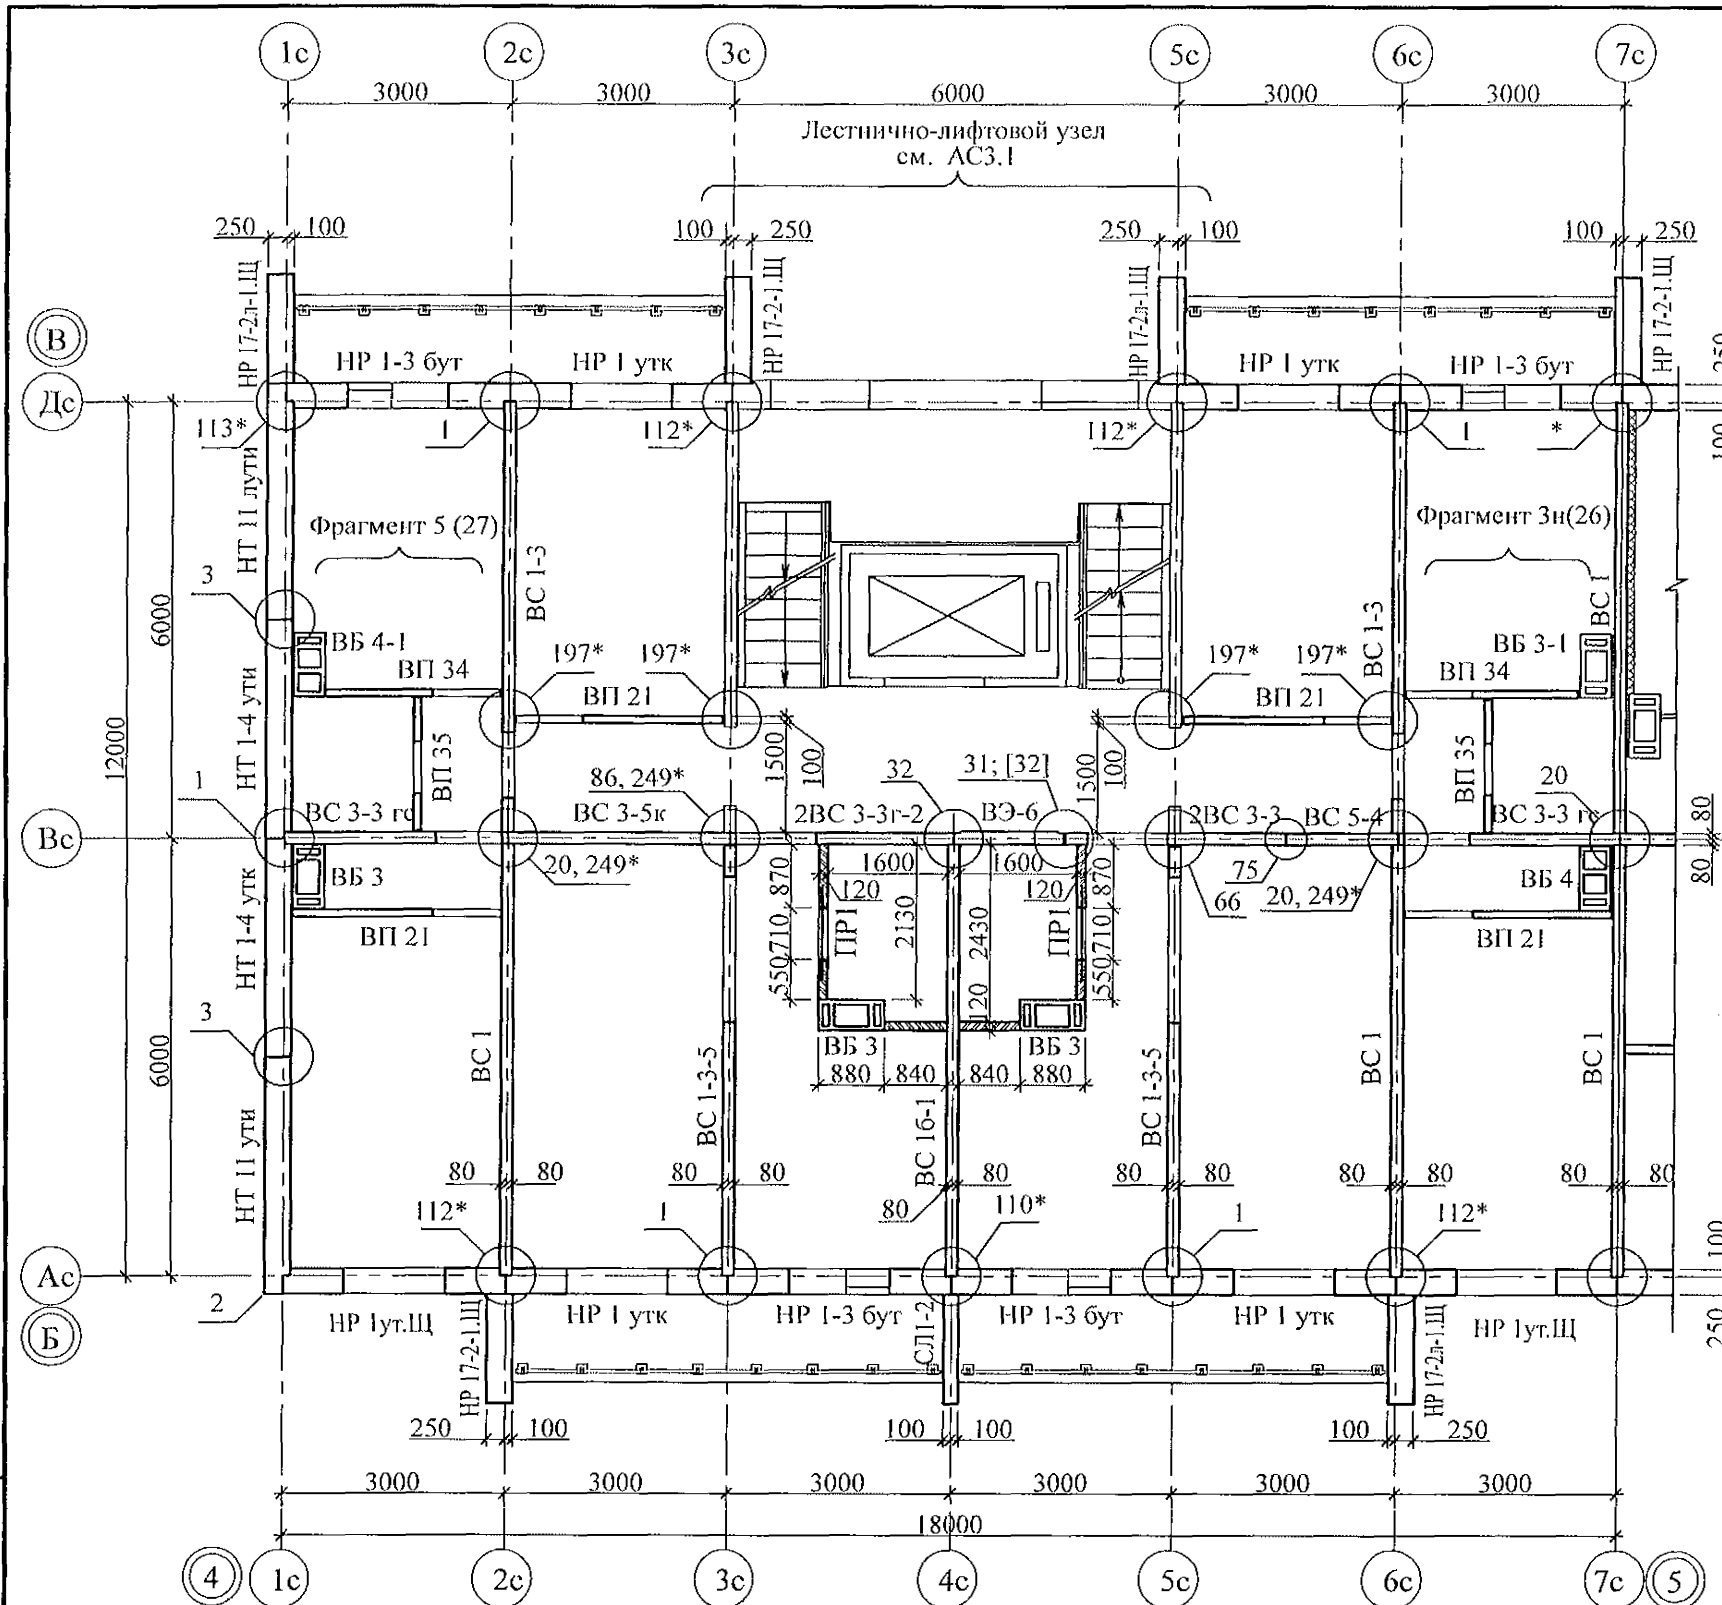 1с 2с 3с 5с 6с 7с
3000 3000 6000 3000 3000
Лестнично-лифтовой узел
см. АС3.1
250 100 100 250 250 100 100 250
НР 17-2л-1.Щ НР 17-2-1.Щ НР 17-2л-1.Щ НР 17-2-1.Щ
В
НР 1-3 бут НР 1 утк НР 1 утк НР 1-3 бут
250
Дс
113* 1 112* 112* 1 *
100
НТ 11 лути
Фрагмент 5 (27) Фрагмент 3н(26)
ВС 1-3 ВС 1-3 ВС 1
3
6000
ВБ 4-1 197* 197* 197* 197* ВБ 3-1
ВП 34 ВП 21 ВП 21 ВП 34
НТ 1-4 ути
12000
ВП 35 1500 100 1500 100 ВП 35
1 86, 249* 32 31; [32] 20
ВС 3-3 гс ВС 3-5к 2ВС 3-3г-2 ВЭ-6 2ВС 3-3 ВС 5-4 ВС 3-3 гс
80
Вс
80
20, 249* 1600 1600 75 20, 249*
ВБ 3 870 120 120 870 66 ВБ 4
НТ 1-4 утк
ВП 21 710 ПР1 2130 2430 ПР1 710 ВП 21
550 120 550
3
6000
ВБ 3 ВБ 3
880 840 840 880
ВС 1 ВС 1-3-5 ВС 16-1 ВС 1-3-5 ВС 1 ВС 1
НТ 11 ути
80 80 80 80 80 80 80 80 80 80 80
80
112* 1 110* 1 112*
100
Ас
2
НР 1ут.Щ НР 1 утк НР 1-3 бут НР 1-3 бут НР 1 утк НР 1ут.Щ
250
Б
НР 17-2-1.Щ СЛ1-2 НР 17-2л-1.Щ
250 100 100 100 100 250
3000 3000 3000 3000 3000 3000
18000
4 1с 2с 3с 4с 5с 6с 7с 5